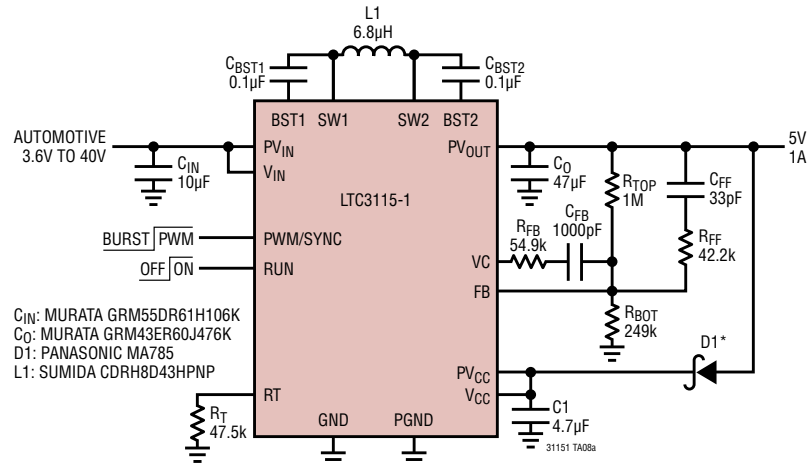 L1
6.8µH
CBST1
0.1µF
CBST2
0.1µF
BST1 SW1 SW2 BST2
AUTOMOTIVE
3.6V TO 40V
CIN
10µF
PVIN
VIN
PVOUT
5V
1A
LTC3115-1
CO
47µF
RTOP
1M
CFF
33pF
RFB
54.9k
CFB
1000pF
RFF
42.2k
BURST PWM
PWM/SYNC
OFF ON
RUN
VC
FB
RBOT
249k
D1*
CIN: MURATA GRM55DR61H106K
CO: MURATA GRM43ER60J476K
D1: PANASONIC MA785
L1: SUMIDA CDRH8D43HPNP
PVCC
VCC
C1
4.7µF
RT
RT
47.5k
GND PGND
31151 TA08a